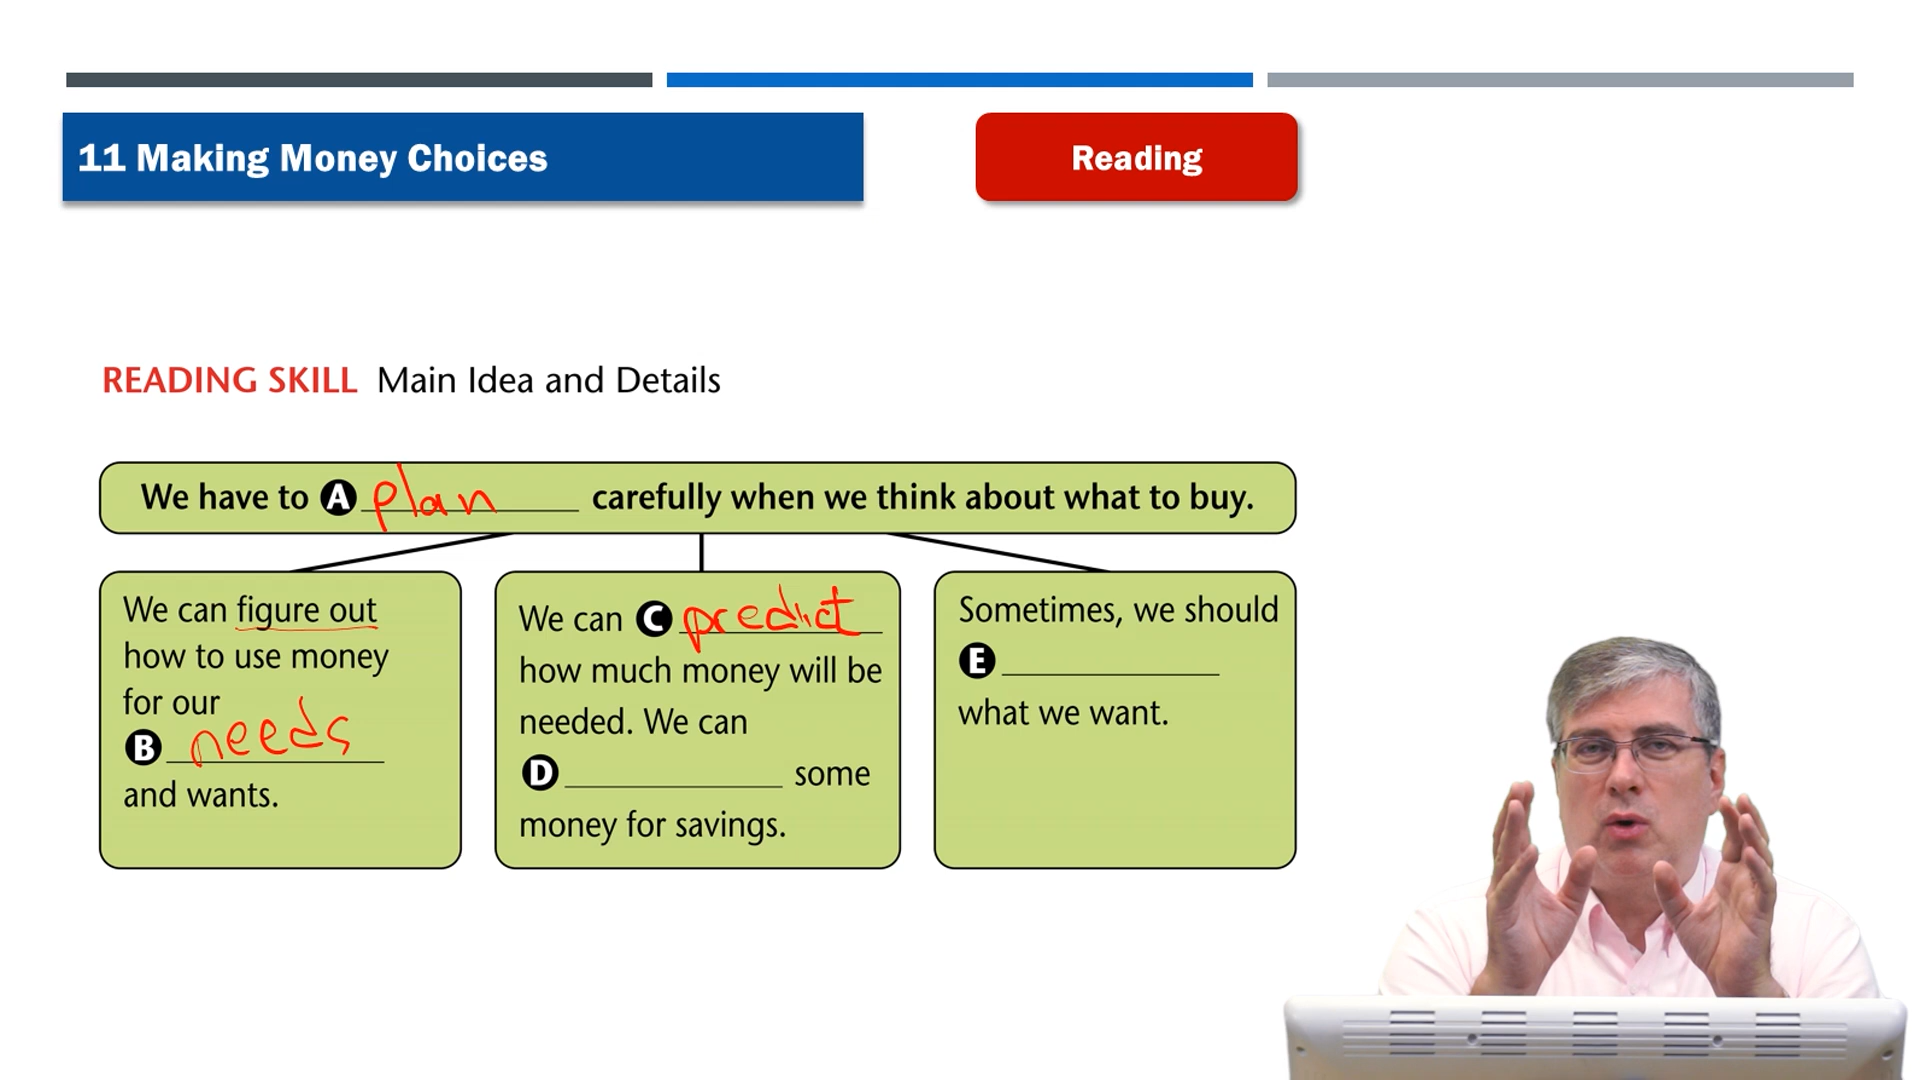 11 Making Money Choices
Reading
READING SKILL Main Idea and Details
We have to A plan carefully when we think about what to buy.
We can figure out
how to use money
for our
B needs
and wants.
We can C predict
how much money will be
needed. We can
D some
money for savings.
Sometimes, we should
E
what we want.